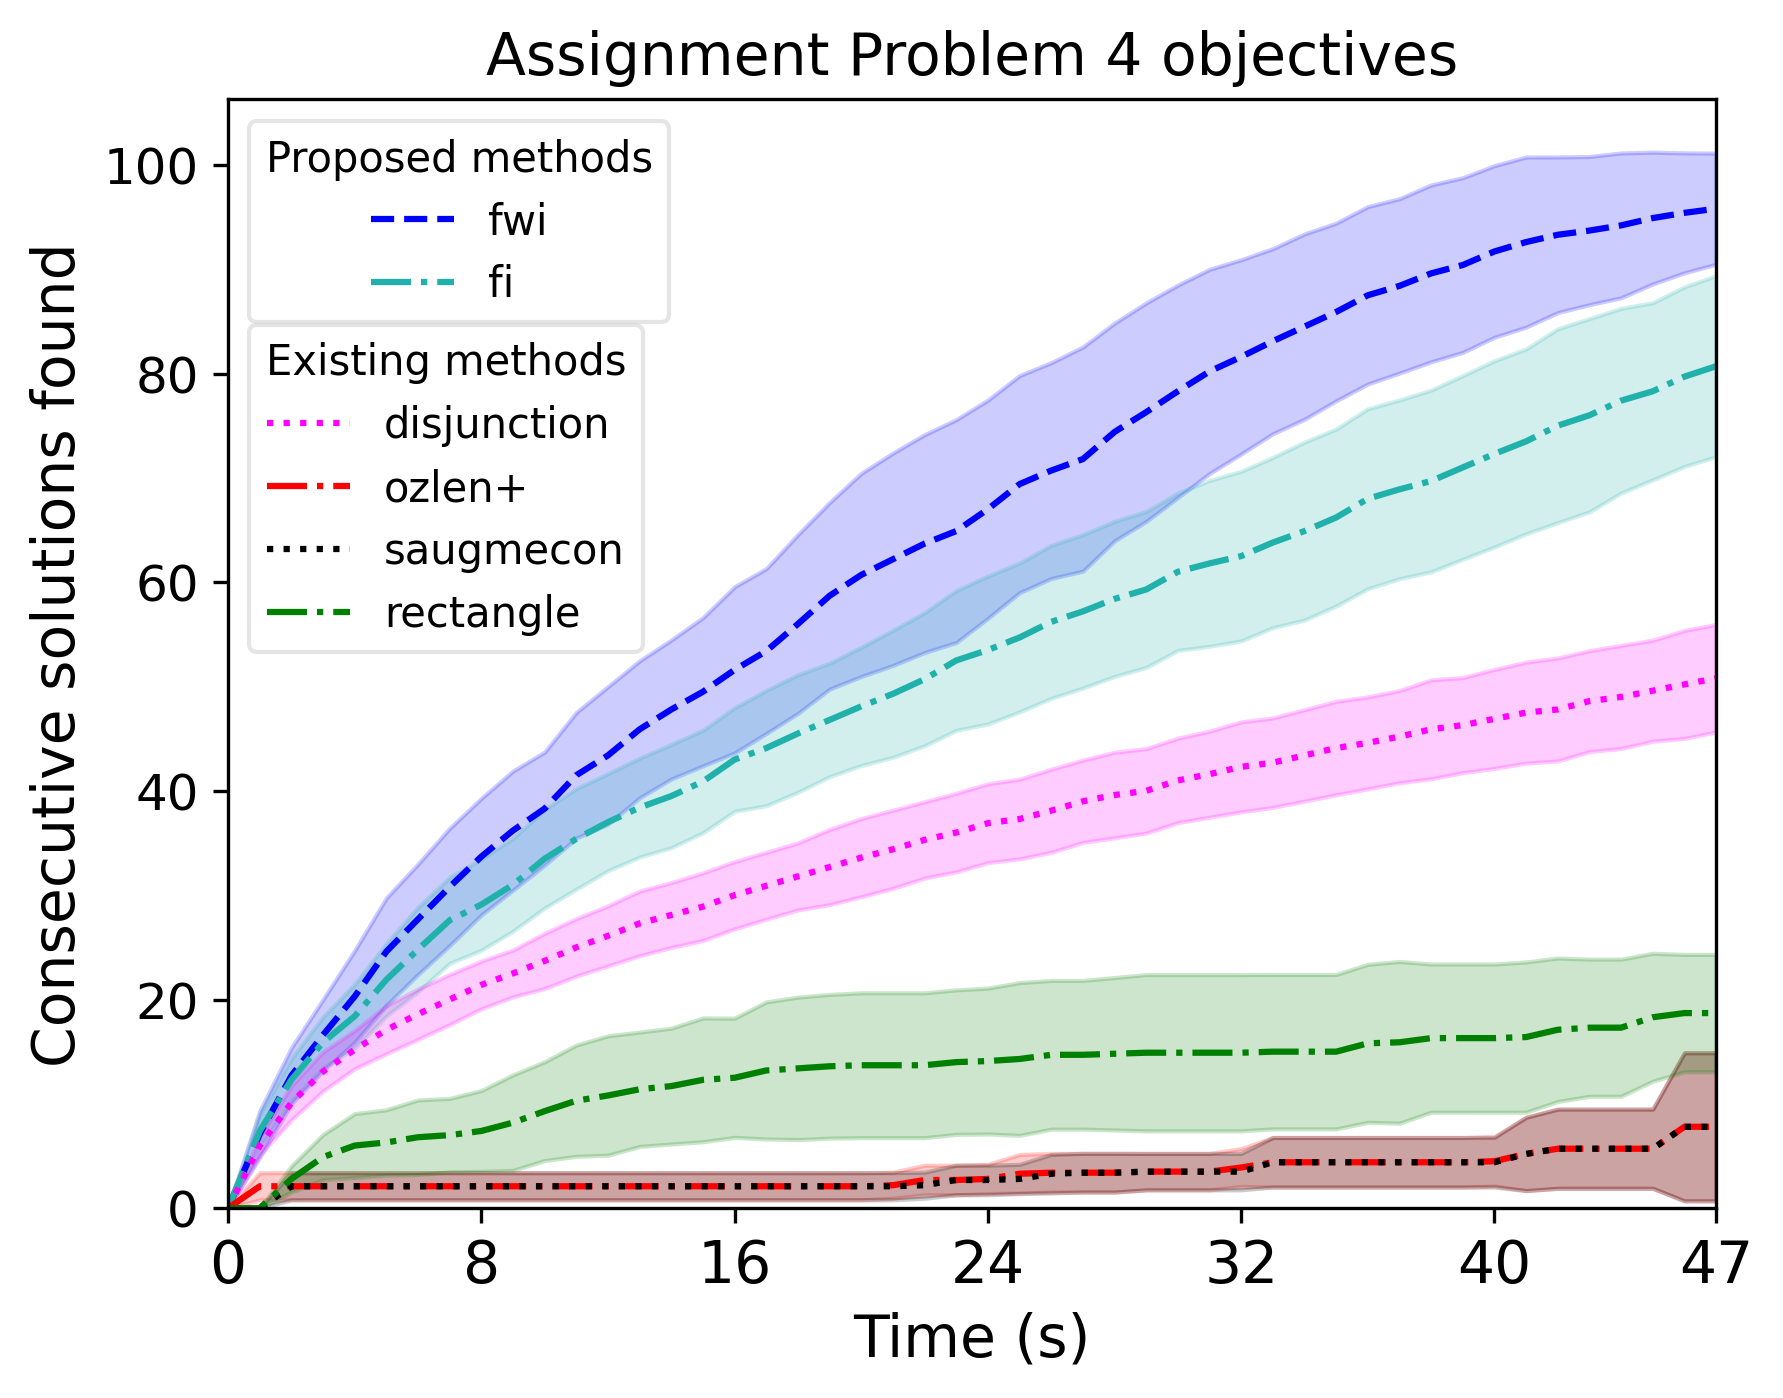 Assignment Problem 4 objectives
Consecutive solutions found
100
80
60
40
20
0
Proposed methods
fwi
fi
Existing methods
disjunction
ozlen+
saugmecon
rectangle
0 8 16 24 32 40 47
Time (s)